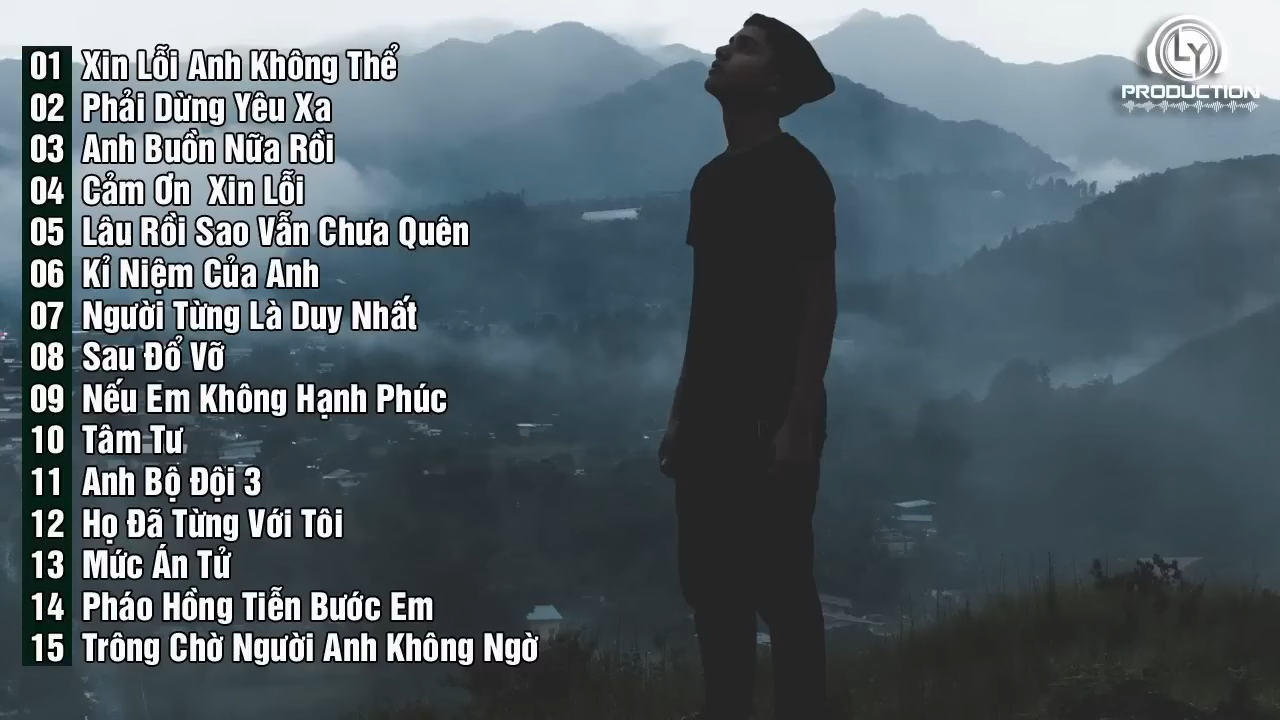 01 Xin Lỗi Anh Không Thể
02 Phải Dừng Yêu Xa
03 Anh Buồn Nữa Rồi
04 Cảm Ơn Xin Lỗi
05 Lâu Rồi Sao Vẫn Chưa Quên
06 Kỉ Niệm Của Anh
07 Người Từng Là Duy Nhất
08 Sau Đổ Vỡ
09 Nếu Em Không Hạnh Phúc
10 Tâm Tư
11 Anh Bộ Đội 3
12 Họ Đã Từng Với Tôi
13 Mức Án Tử
14 Pháo Hồng Tiễn Bước Em
15 Trông Chờ Người Anh Không Ngờ
LY
PRODUCTION